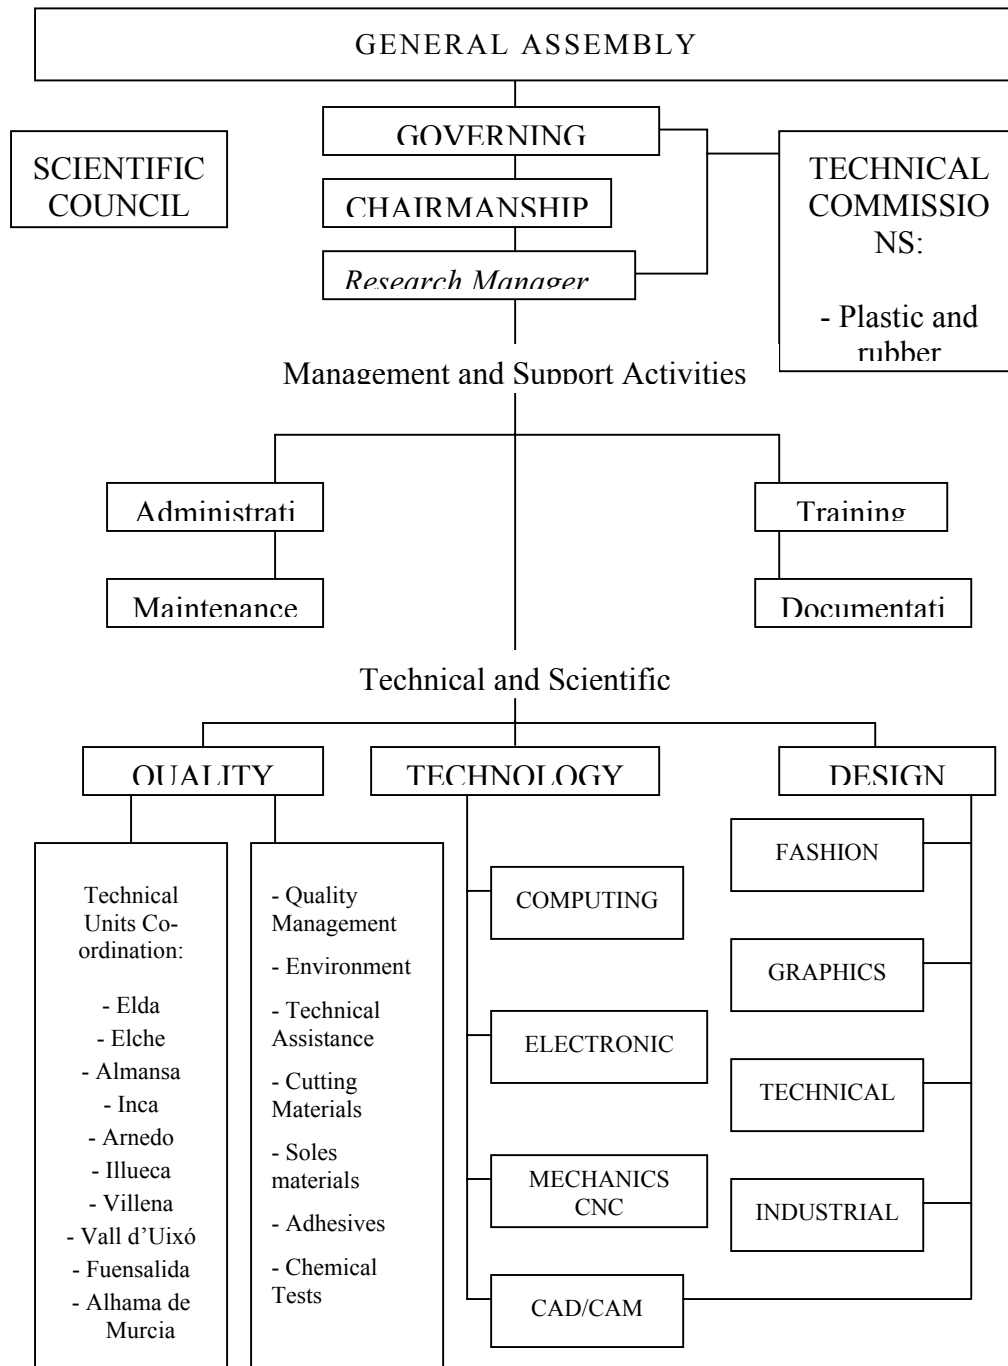 GENERAL ASSEMBLY
GOVERNING
SCIENTIFIC
COUNCIL
CHAIRMANSHIP
Research Manager
TECHNICAL
COMMISSIO
NS:
- Plastic and
rubber
Management and Support Activities
Administrati
Training
Maintenance
Documentati
Technical and Scientific
QUALITY
TECHNOLOGY
DESIGN
Technical
Units Co-
ordination:
- Elda
- Elche
- Almansa
- Inca
- Arnedo
- Illueca
- Villena
- Vall d'Uixó
- Fuensalida
- Alhama de
Murcia
- Quality
Management
- Environment
- Technical
Assistance
- Cutting
Materials
- Soles
materials
- Adhesives
- Chemical
Tests
COMPUTING
ELECTRONIC
MECHANICS
CNC
CAD/CAM
FASHION
GRAPHICS
TECHNICAL
INDUSTRIAL